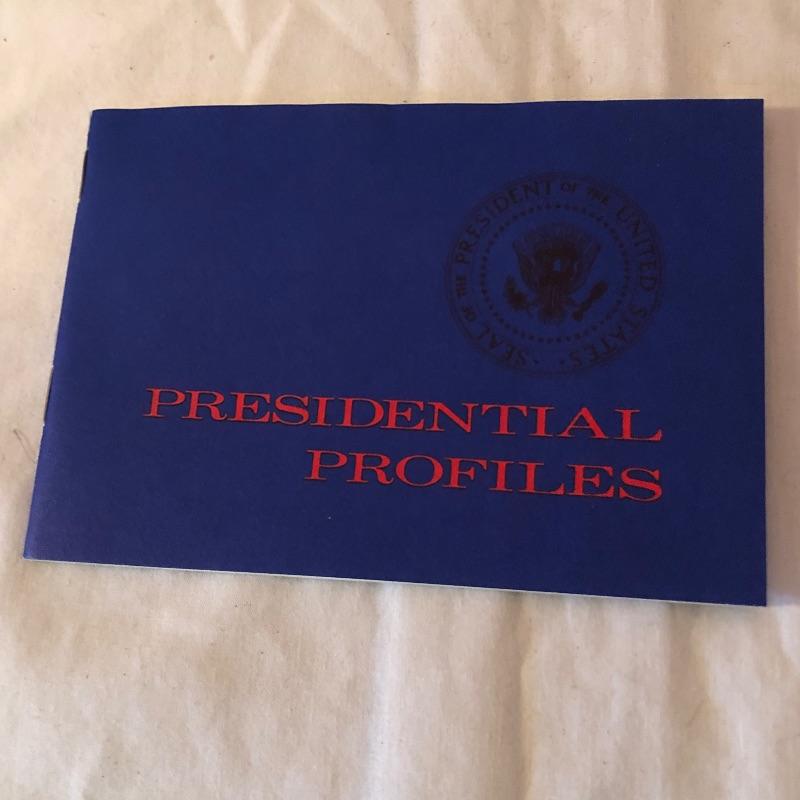 SEAL OF THE PRESIDENT OF THE UNITED STATES
PRESIDENTIAL
PROFILES